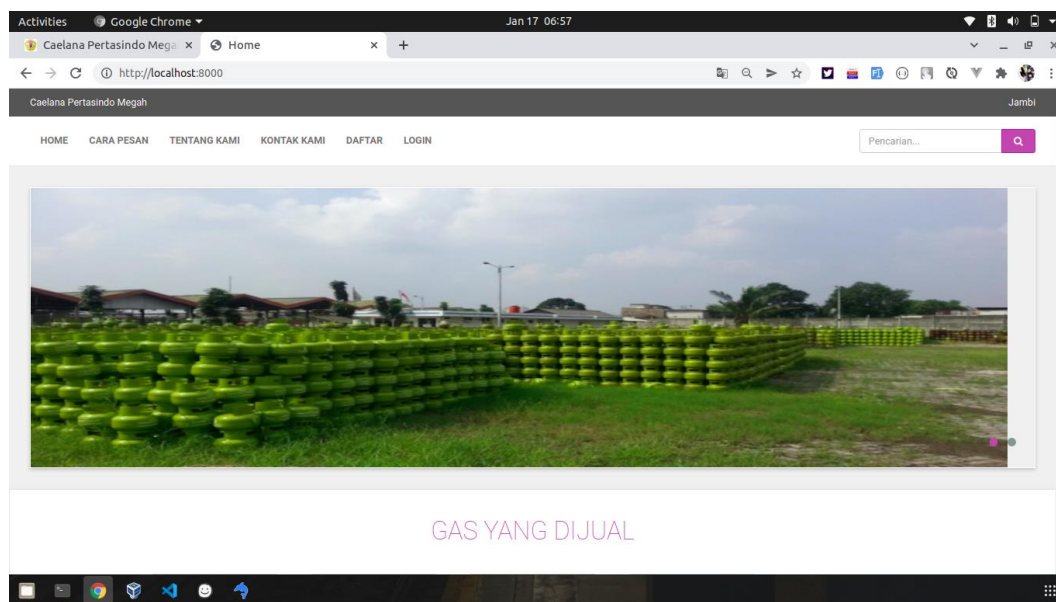 Activities Google Chrome Jan 17 06:57
Caelana Pertasindo Mega Home
http://localhost:8000
Caelana Pertasindo Megah Jambi
HOME CARA PESAN TENTANG KAMI KONTAK KAMI DAFTAR LOGIN Pencarian...
GAS YANG DIJUAL